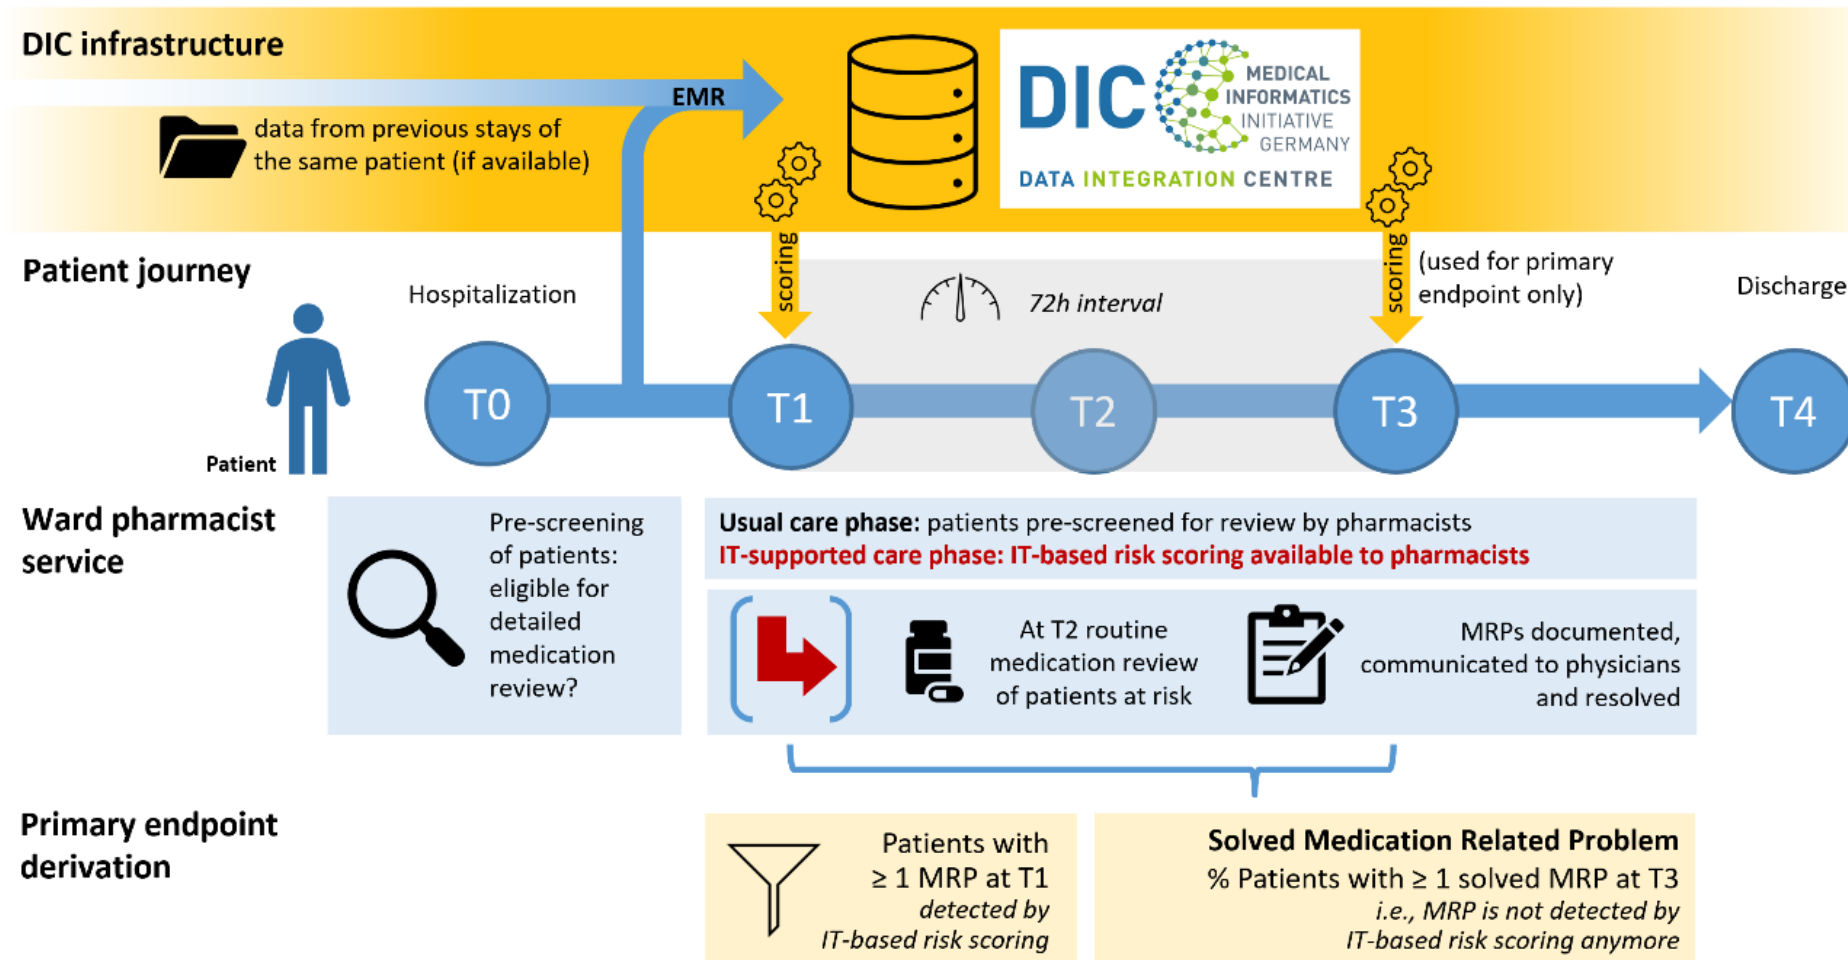 DIC infrastructure
EMR
data from previous stays of
the same patient (if available)
DIC
MEDICAL
INFORMATICS
INITIATIVE
GERMANY
DATA INTEGRATION CENTRE
scoring
scoring
Patient journey
Hospitalization
72h interval
(used for primary
endpoint only)
Discharge
T0
T1
T2
T3
T4
Patient
Ward pharmacist
service
Pre-screening
of patients:
eligible for
detailed
medication
review?
Usual care phase: patients pre-screened for review by pharmacists
IT-supported care phase: IT-based risk scoring available to pharmacists
At T2 routine
medication review
of patients at risk
MRPs documented,
communicated to physicians
and resolved
Primary endpoint
derivation
Patients with
≥ 1 MRP at T1
detected by
IT-based risk scoring
Solved Medication Related Problem
% Patients with ≥ 1 solved MRP at T3
i.e., MRP is not detected by
IT-based risk scoring anymore